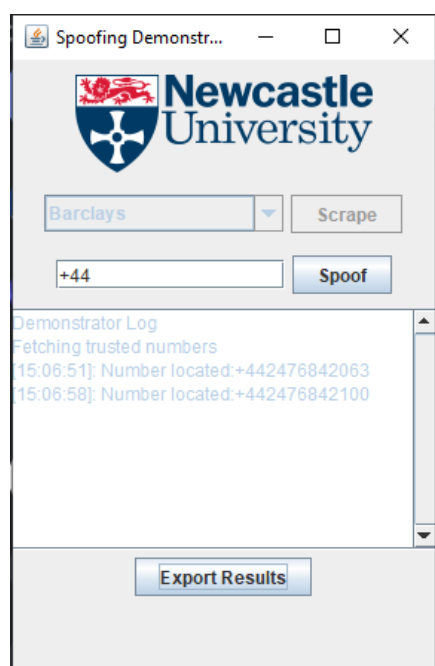 Spoofing Demonstr...
Newcastle
University
Barclays
Scrape
+44
Spoof
Demonstrator Log
Fetching trusted numbers
[15:06:51]: Number located:+442476842063
[15:06:58]: Number located:+442476842100
Export Results